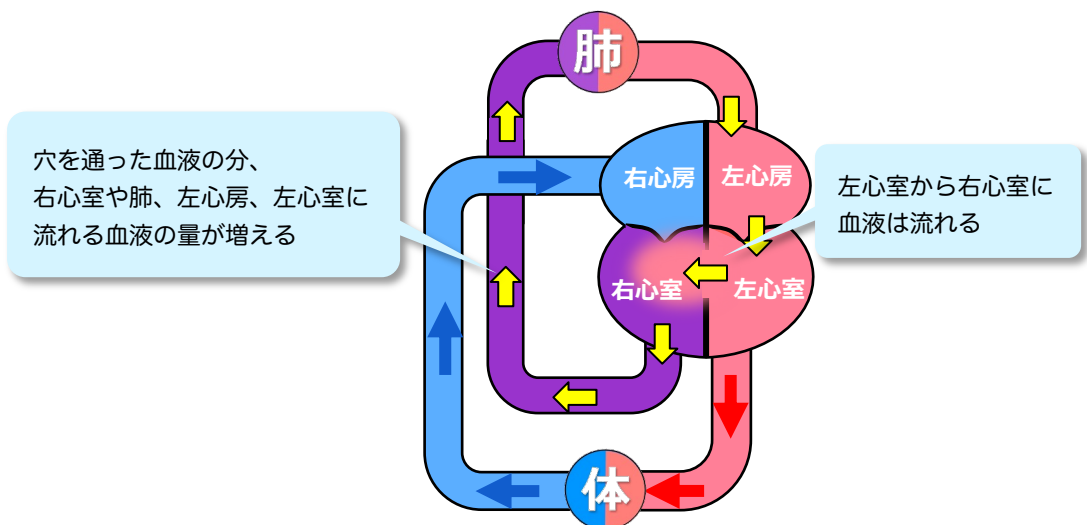 肺
穴を通った血液の分、
右心室や肺、左心房、左心室に
流れる血液の量が増える
右心房
左心房
左心室から右心室に
血液は流れる
右心室
左心室
体